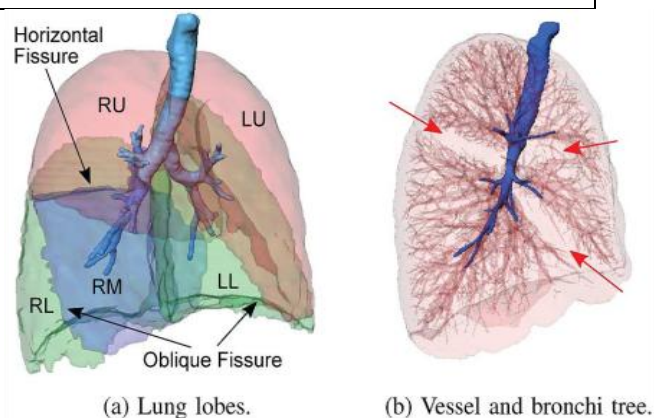 Horizontal
Fissure
RU
LU
RM
LL
RL
Oblique Fissure
(a) Lung lobes.
(b) Vessel and bronchi tree.